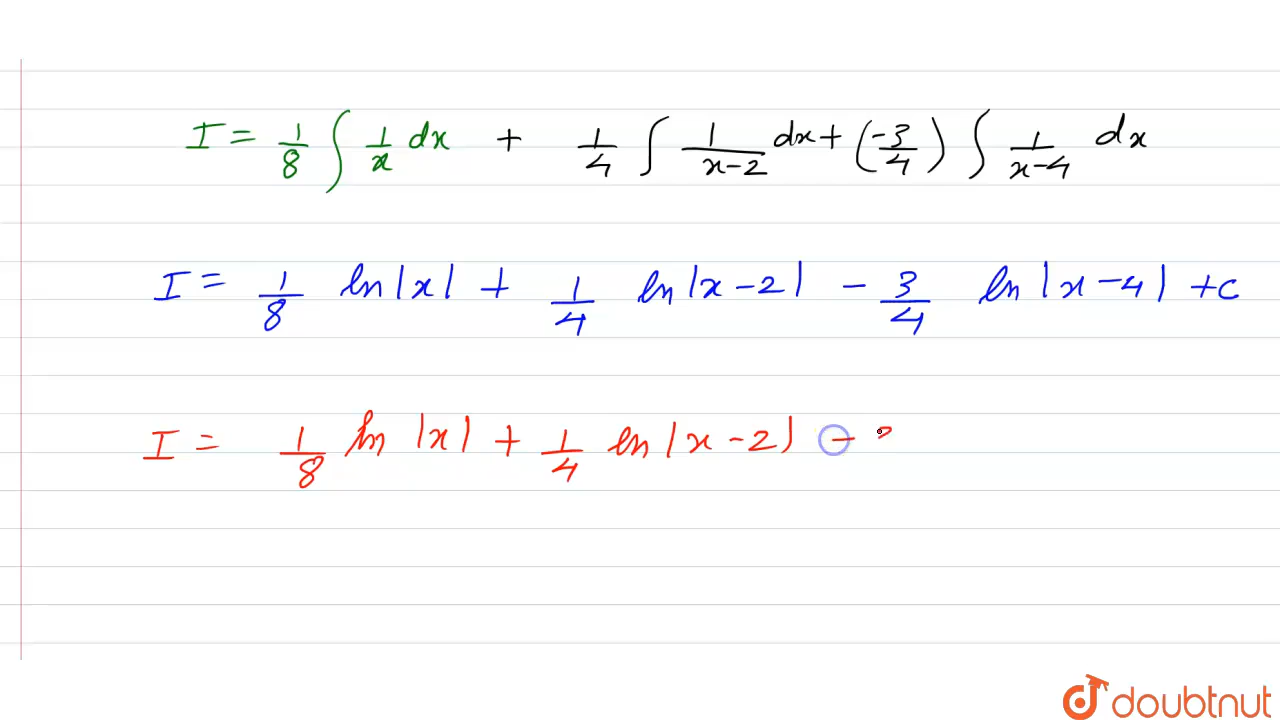 I = 1/8 ∫ 1/x dx + 1/4 ∫ 1/(x-2) dx + (-3/4) ∫ 1/(x-4) dx
I = 1/8 ln|x| + 1/4 ln|x-2| - 3/4 ln|x-4| + c
I = 1/8 ln|x| + 1/4 ln|x-2| -
doubtnut